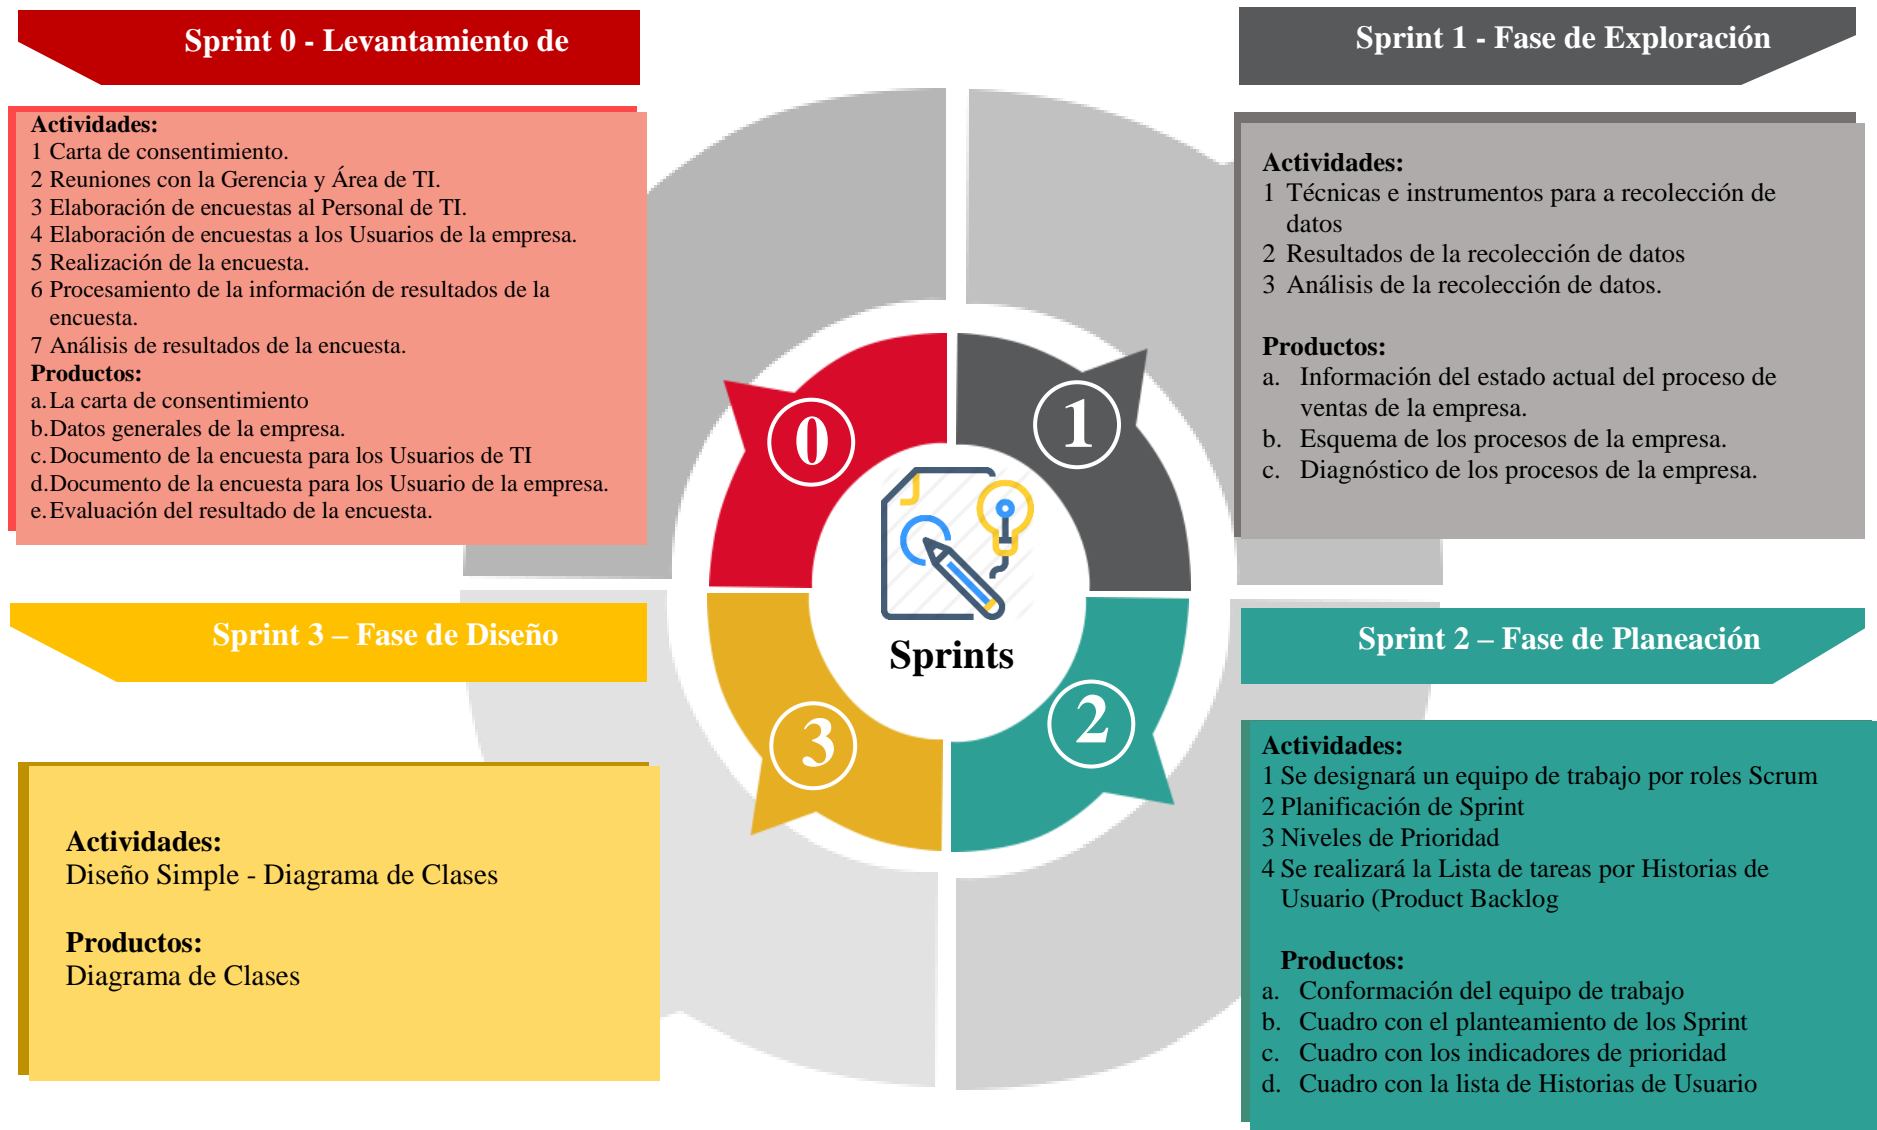 Sprint 0 - Levantamiento de
Actividades:
1 Carta de consentimiento.
2 Reuniones con la Gerencia y Área de TI.
3 Elaboración de encuestas al Personal de TI.
4 Elaboración de encuestas a los Usuarios de la empresa.
5 Realización de la encuesta.
6 Procesamiento de la información de resultados de la
encuesta.
7 Análisis de resultados de la encuesta.
Productos:
a. La carta de consentimiento
b. Datos generales de la empresa.
c. Documento de la encuesta para los Usuarios de TI
d. Documento de la encuesta para los Usuario de la empresa.
e. Evaluación del resultado de la encuesta.
Sprint 1 - Fase de Exploración
Actividades:
1 Técnicas e instrumentos para a recolección de
datos
2 Resultados de la recolección de datos
3 Análisis de la recolección de datos.
Productos:
a. Información del estado actual del proceso de
ventas de la empresa.
b. Esquema de los procesos de la empresa.
c. Diagnóstico de los procesos de la empresa.
0
1
Sprints
3
2
Sprint 3 – Fase de Diseño
Actividades:
Diseño Simple - Diagrama de Clases
Productos:
Diagrama de Clases
Sprint 2 – Fase de Planeación
Actividades:
1 Se designará un equipo de trabajo por roles Scrum
2 Planificación de Sprint
3 Niveles de Prioridad
4 Se realizará la Lista de tareas por Historias de
Usuario (Product Backlog
Productos:
a. Conformación del equipo de trabajo
b. Cuadro con el planteamiento de los Sprint
c. Cuadro con los indicadores de prioridad
d. Cuadro con la lista de Historias de Usuario